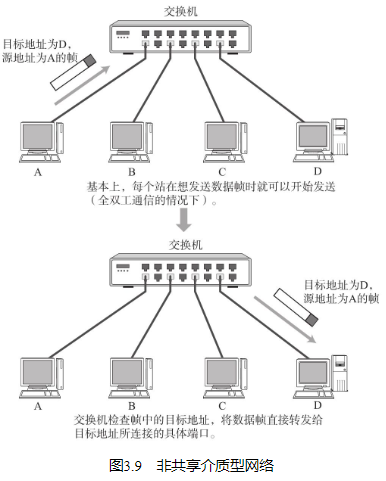 交换机
目标地址为D，
源地址为A的帧
A
B
C
D
基本上，每个站在想发送数据帧时就可以开始发送
（全双工通信的情况下）。
交换机
目标地址为D，
源地址为A的帧
A
B
C
D
交换机检查帧中的目标地址，将数据帧直接转发给
目标地址所连接的具体端口。
图3.9　非共享介质型网络